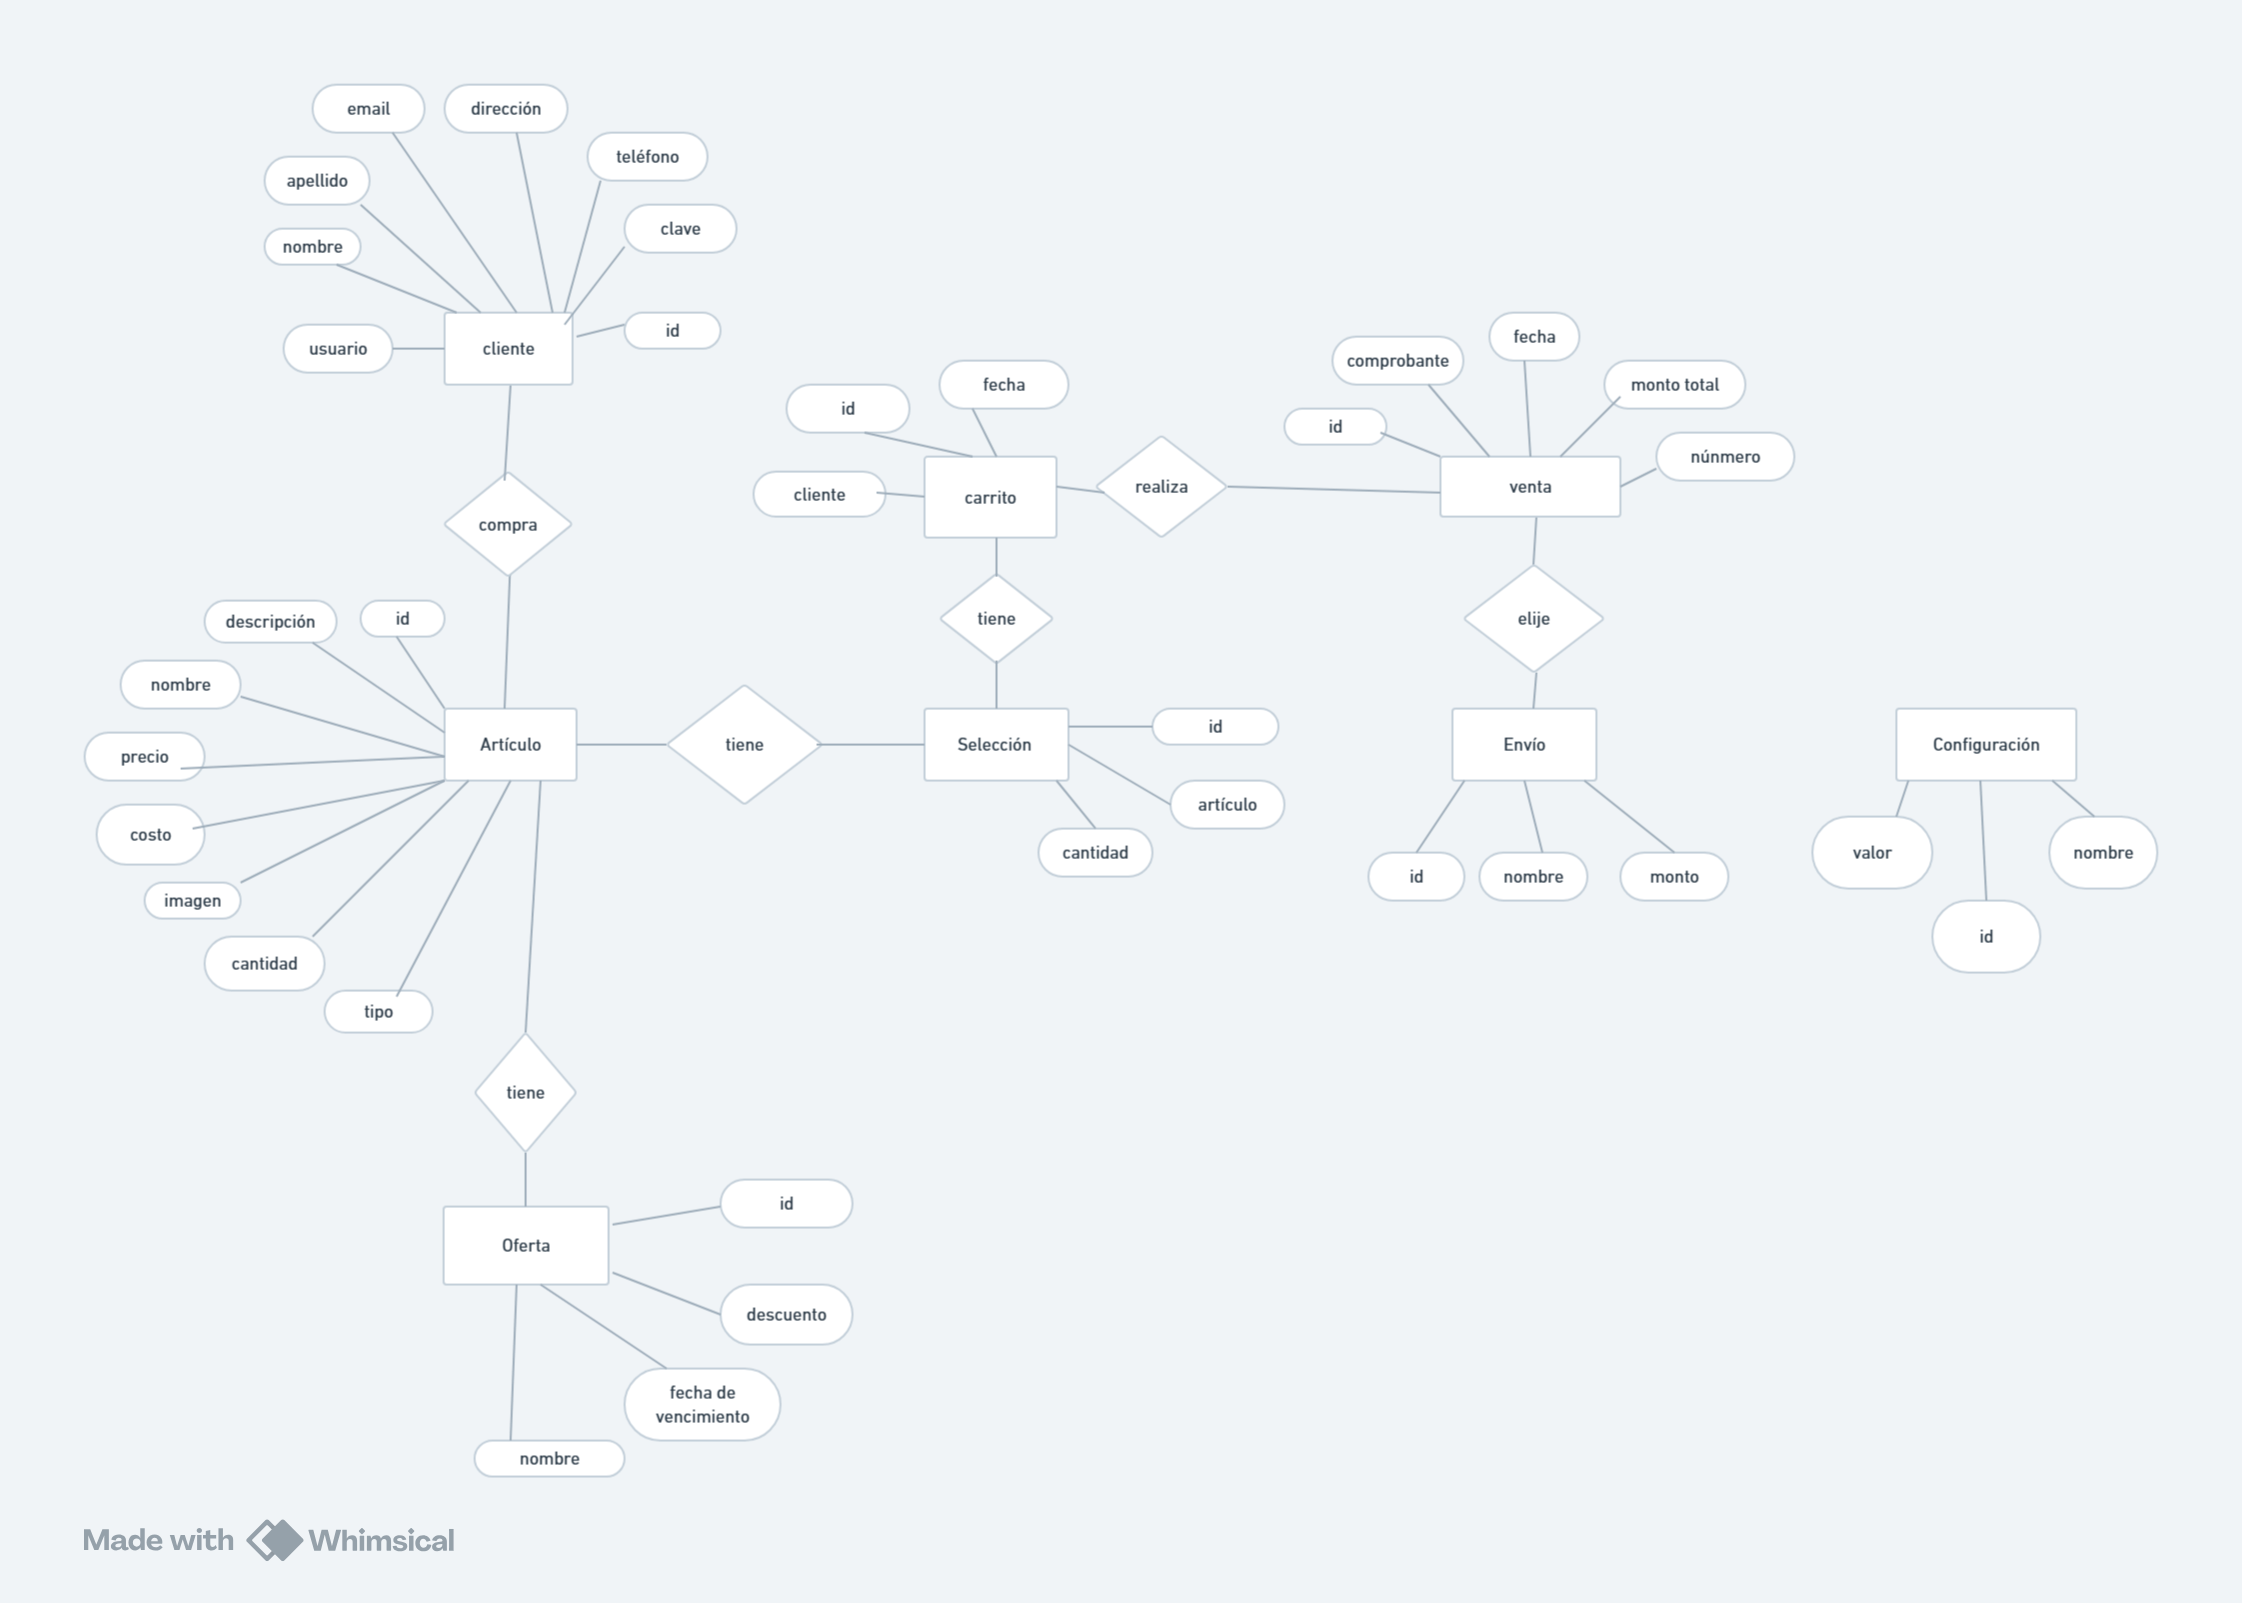 email
dirección
teléfono
apellido
clave
nombre
id
usuario
cliente
compra
descripción
id
nombre
precio
costo
imagen
cantidad
tipo
Artículo
tiene
tiene
Oferta
id
descuento
fecha de
vencimiento
nombre
fecha
id
cliente
carrito
realiza
tiene
Selección
id
artículo
cantidad
fecha
comprobante
monto total
id
núnmero
venta
elije
Envío
id
nombre
monto
Configuración
valor
nombre
id
Made with Whimsical